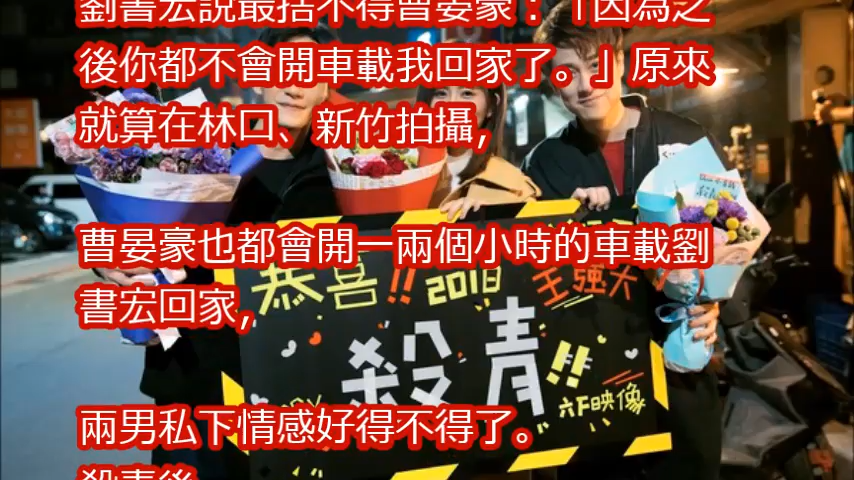 劉書宏說最捨不得曹晏豪：「因為之
後你都不會開車載我回家了。」原來
就算在林口、新竹拍攝，
曹晏豪也都會開一兩個小時的車載劉
書宏回家，
恭喜!! 2018
殺青!!
六下映像
兩男私下情感好得不得了。
殺青後